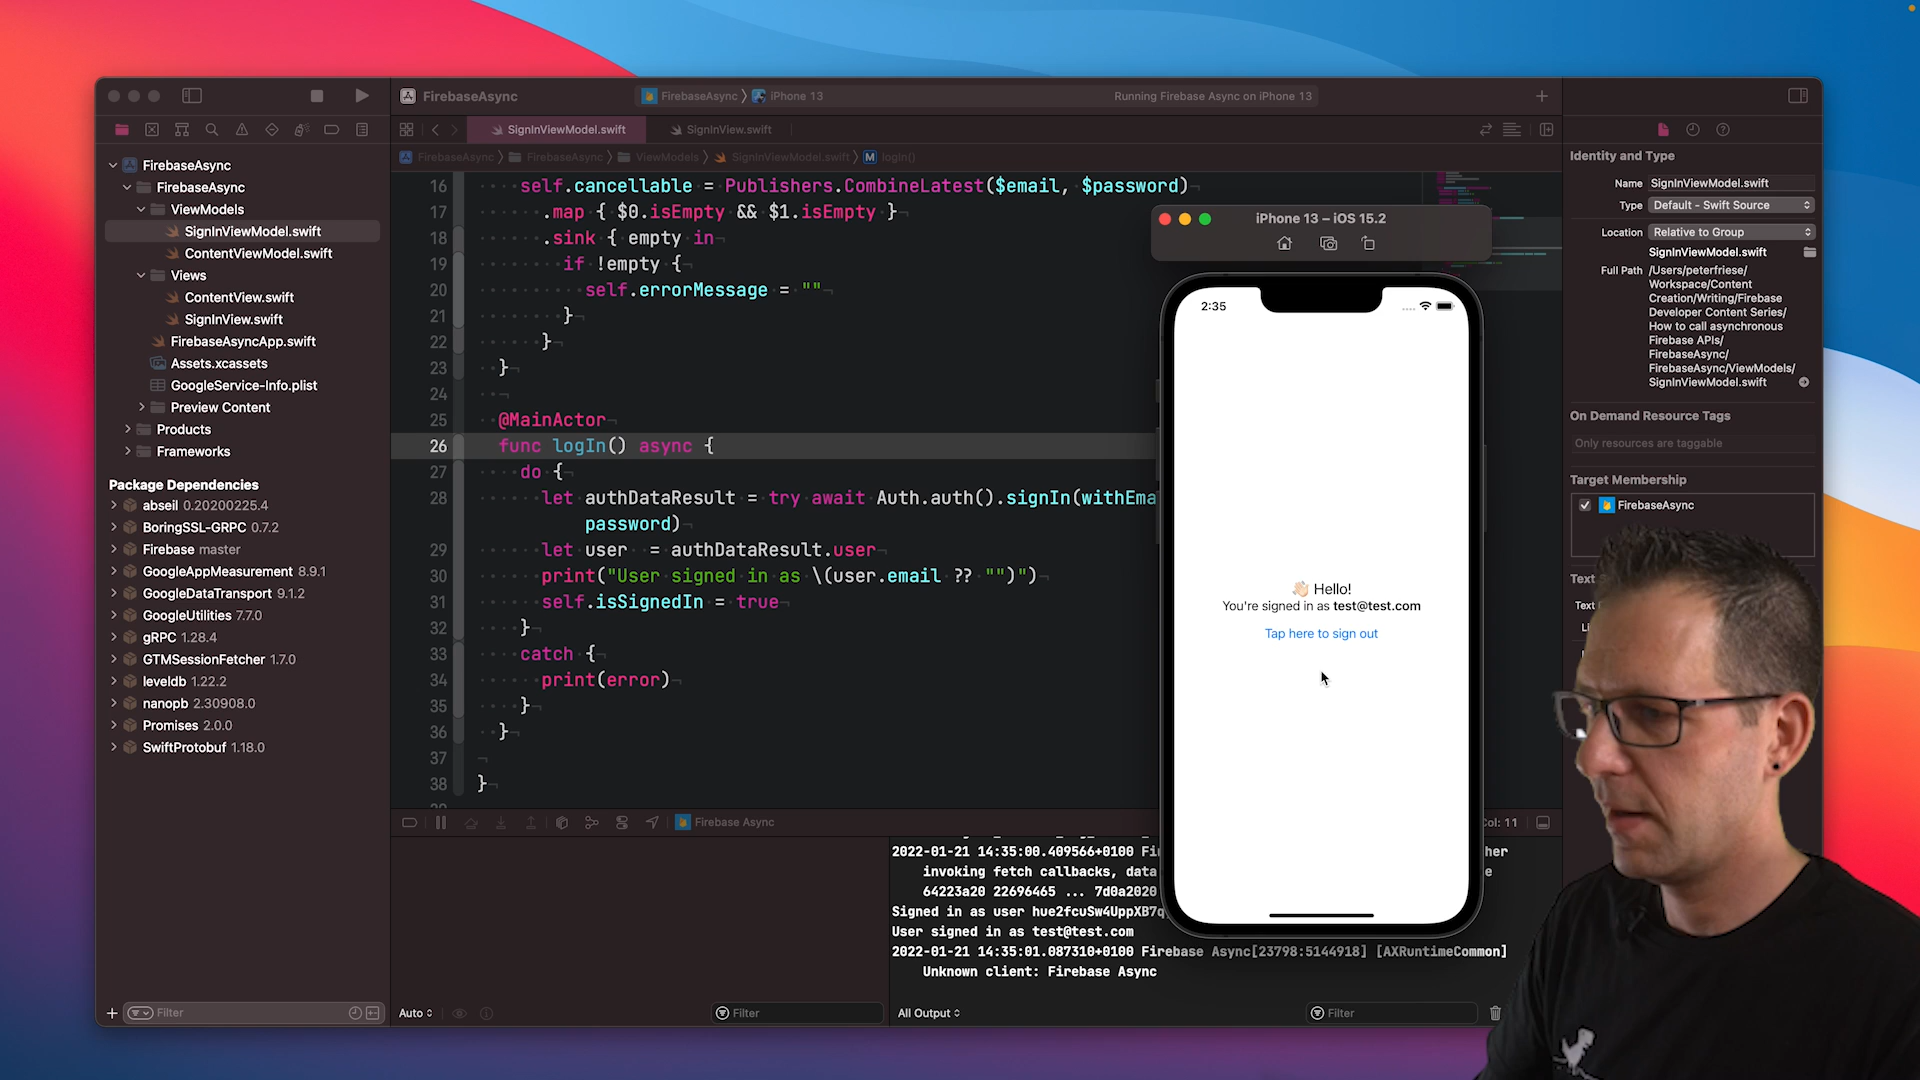 FirebaseAsync
FirebaseAsync
iPhone 13
Running Firebase Async on iPhone 13
SignInViewModel.swift
SignInView.swift
FirebaseAsync
FirebaseAsync
ViewModels
SignInViewModel.swift
M
logIn()
FirebaseAsync
FirebaseAsync
ViewModels
SignInViewModel.swift
ContentViewModel.swift
Views
ContentView.swift
SignInView.swift
FirebaseAsyncApp.swift
Assets.xcassets
GoogleService-Info.plist
Preview Content
Products
Frameworks
Package Dependencies
abseil 0.20200225.4
BoringSSL-GRPC 0.7.2
Firebase master
GoogleAppMeasurement 8.9.1
GoogleDataTransport 9.1.2
GoogleUtilities 7.7.0
gRPC 1.28.4
GTMSessionFetcher 1.7.0
leveldb 1.22.2
nanopb 2.30908.0
Promises 2.0.0
SwiftProtobuf 1.18.0
Filter
16 self.cancellable = Publishers.CombineLatest($email, $password)
17 .map { $0.isEmpty && $1.isEmpty }
18 .sink { empty in
19 if !empty {
20 self.errorMessage = ""
21 }
22 }
23 }
24
25 @MainActor
26 func logIn() async {
27 do {
28 let authDataResult = try await Auth.auth().signIn(withEma
password)
29 let user = authDataResult.user
30 print("User signed in as \(user.email ?? "")")
31 self.isSignedIn = true
32 }
33 catch {
34 print(error)
35 }
36 }
37
38 }
Firebase Async
Col: 11
2022-01-21 14:35:00.409566+0100
her
invoking fetch callbacks, data
e
64223a20 22696465 ... 7d0a2020
Signed in as user hue2fcuSw4UppXB7q
User signed in as test@test.com
2022-01-21 14:35:01.087310+0100 Firebase Async[23798:5144918] [AXRuntimeCommon]
Unknown client: Firebase Async
Auto
Filter
All Output
Filter
iPhone 13 – iOS 15.2
2:35
👋🏻 Hello!
You're signed in as test@test.com
Tap here to sign out
Identity and Type
Name SignInViewModel.swift
Type Default - Swift Source
Location Relative to Group
SignInViewModel.swift
Full Path /Users/peterfriese/
Workspace/Content
Creation/Writing/Firebase
Developer Content Series/
How to call asynchronous
Firebase APIs/
FirebaseAsync/
FirebaseAsync/ViewModels/
SignInViewModel.swift
On Demand Resource Tags
Only resources are taggable
Target Membership
FirebaseAsync
Text
Text